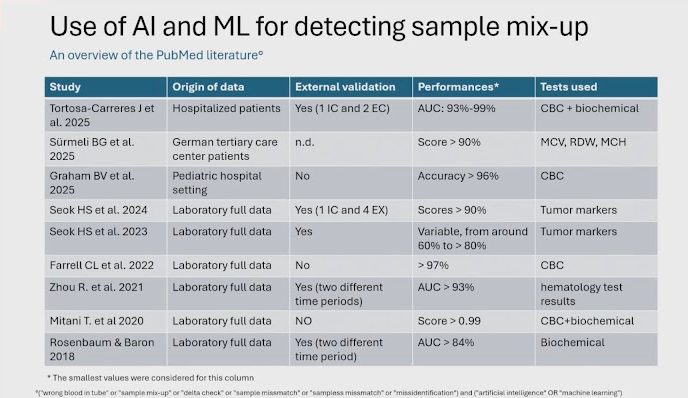 Use of AI and ML for detecting sample mix-up
An overview of the PubMed literature°
Study Origin of data External validation Performances* Tests used
Tortosa-Carreres J et al. 2025 Hospitalized patients Yes (1 IC and 2 EC) AUC: 93%-99% CBC + biochemical
Sürmeli BG et al. 2025 German tertiary care center patients n.d. Score > 90% MCV, RDW, MCH
Graham BV et al. 2025 Pediatric hospital setting No Accuracy > 96% CBC
Seok HS et al. 2024 Laboratory full data Yes (1 IC and 4 EX) Scores > 90% Tumor markers
Seok HS et al. 2023 Laboratory full data Yes Variable, from around 60% to > 80% Tumor markers
Farrell CL et al. 2022 Laboratory full data No > 97% CBC
Zhou R. et al. 2021 Laboratory full data Yes (two different time periods) AUC > 93% hematology test results
Mitani T. et al 2020 Laboratory full data NO Score > 0.99 CBC+biochemical
Rosenbaum & Baron 2018 Laboratory full data Yes (two different time period) AUC > 84% Biochemical
* The smallest values were considered for this column
°("wrong blood in tube" or "sample mix-up" or "delta check" or "sample missmatch" or "sampless missmatch" or "missidentification") and ("artificial intelligence" OR "machine learning")